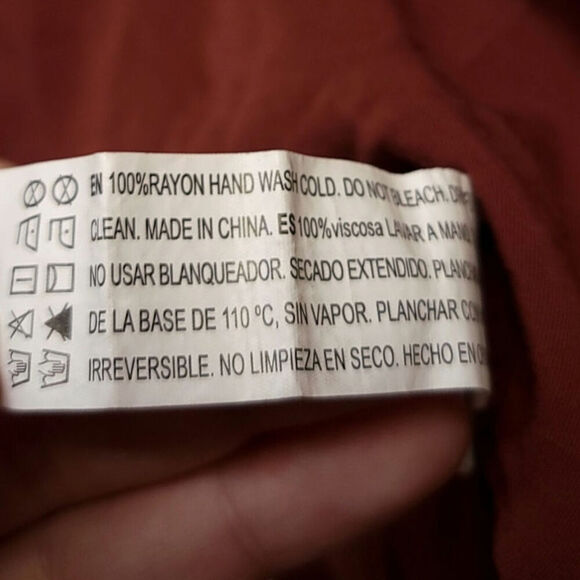 EN 100%RAYON HAND WASH COLD. DO NOT BLEACH.
CLEAN. MADE IN CHINA. ES 100%viscosa LAVAR A MANO
NO USAR BLANQUEADOR. SECADO EXTENDIDO.
DE LA BASE DE 110 ºC, SIN VAPOR. PLANCHAR
IRREVERSIBLE. NO LIMPIEZA EN SECO. HECHO EN